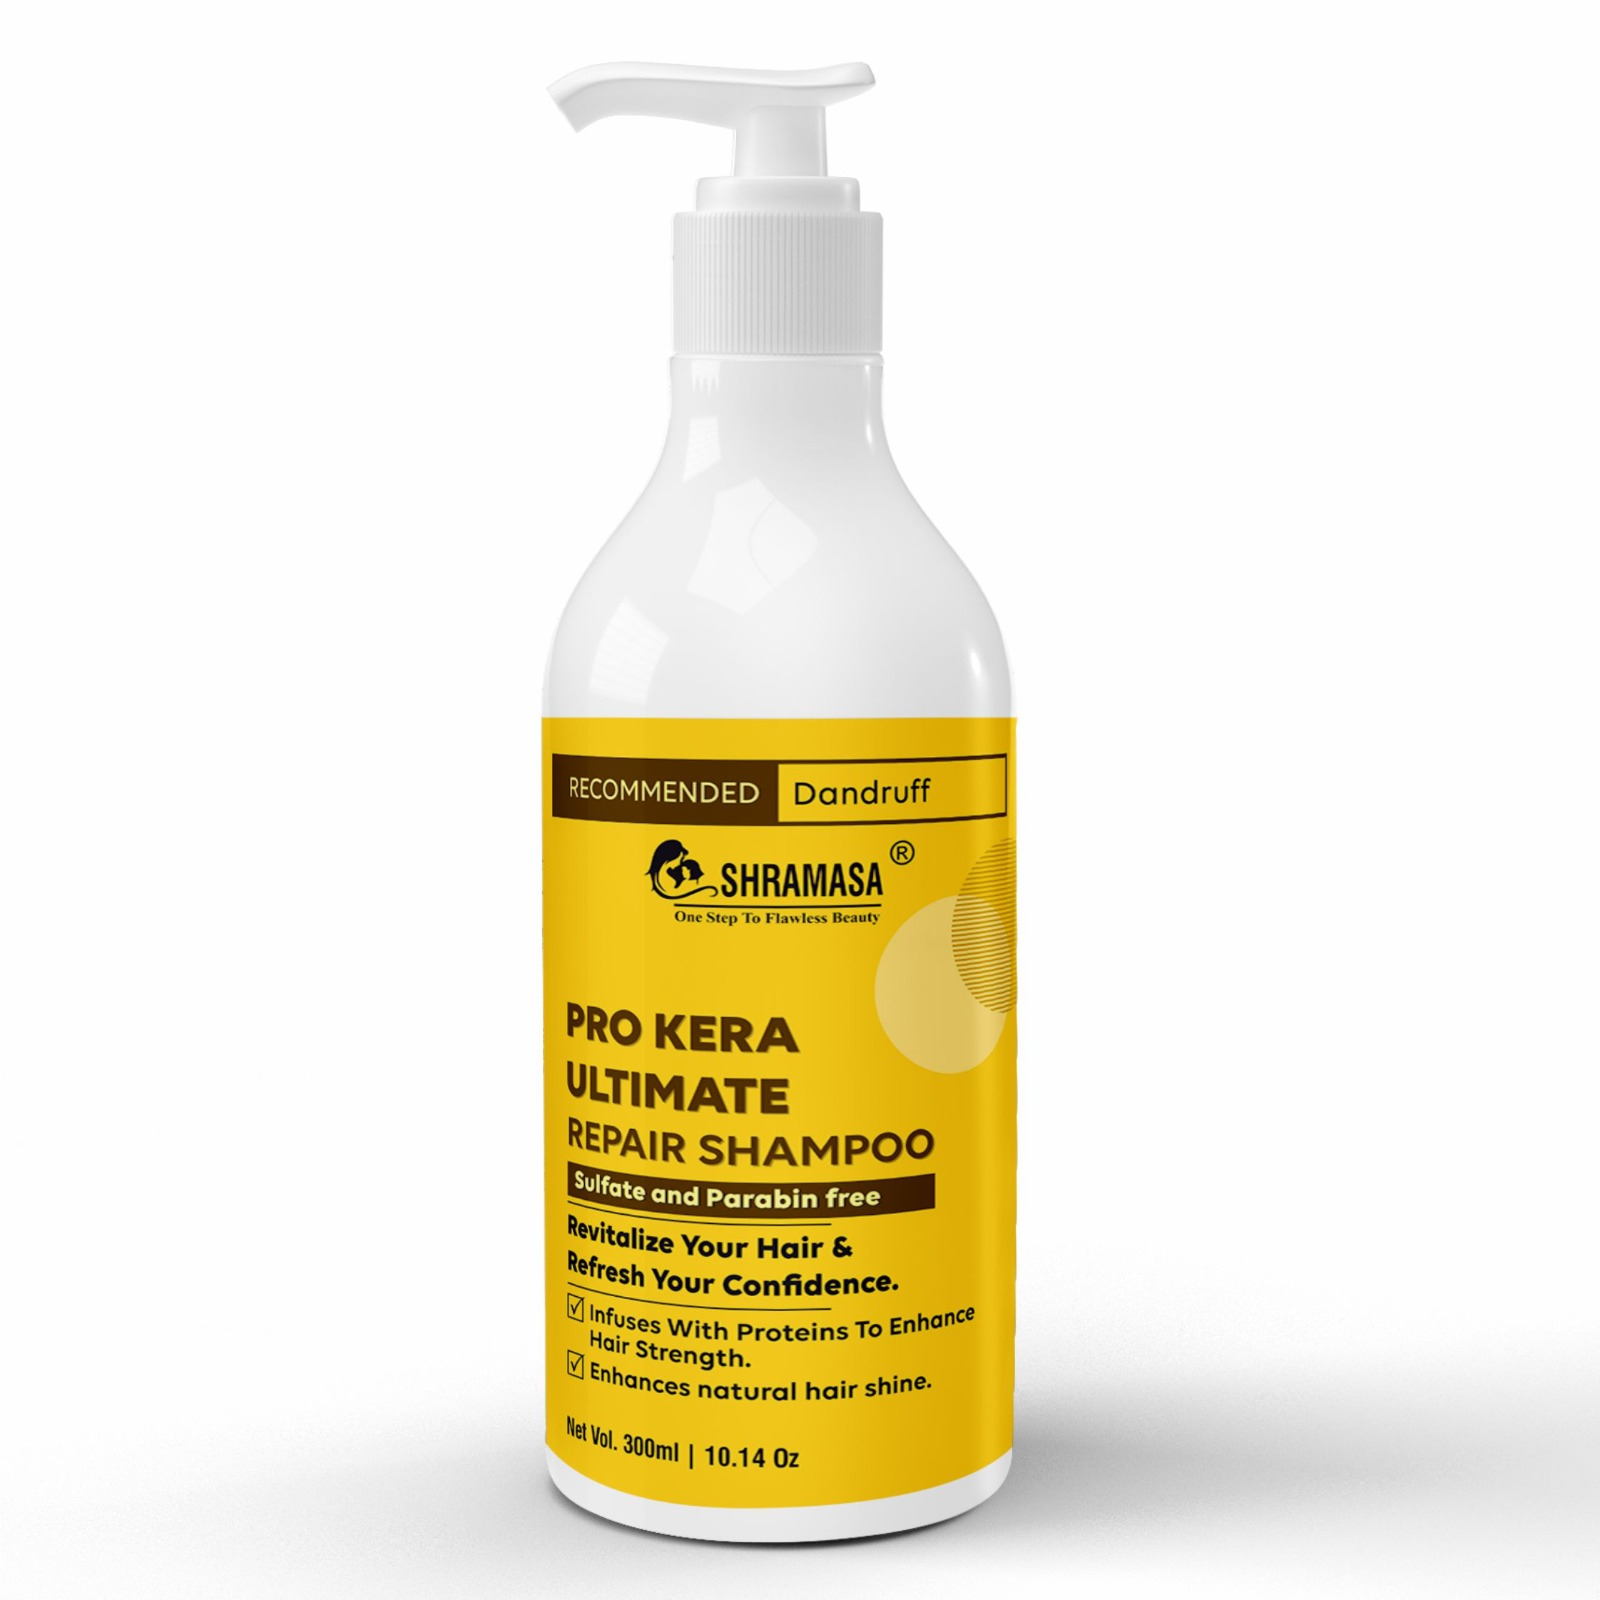 RECOMMENDED Dandruff
SHRAMASA ®
One Step To Flawless Beauty
PRO KERA
ULTIMATE
REPAIR SHAMPOO
Sulfate and Parabin free
Revitalize Your Hair &
Refresh Your Confidence.
☑ Infuses With Proteins To Enhance
Hair Strength.
☑ Enhances natural hair shine.
Net Vol. 300ml | 10.14 Oz